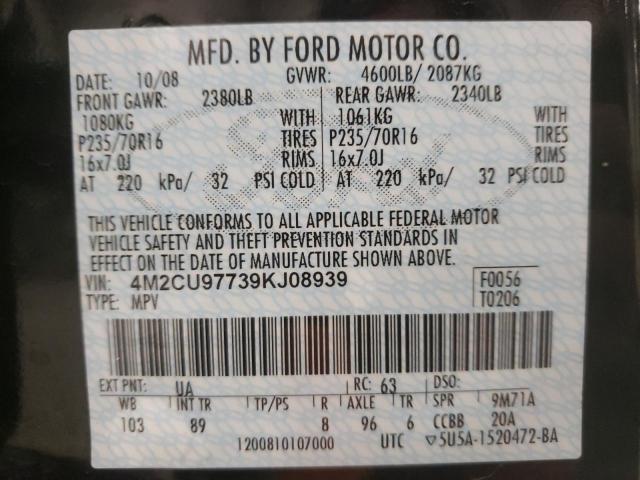 MFD. BY FORD MOTOR CO.
DATE: 10/08 GVWR: 4600LB/ 2087KG
FRONT GAWR: 2380LB REAR GAWR: 2340LB
1080KG WITH 1061KG WITH
P235/70R16 TIRES P235/70R16 TIRES
16x7.0J RIMS 16x7.0J RIMS
AT 220 kPa/ 32 PSI COLD AT 220 kPa/ 32 PSI COLD
THIS VEHICLE CONFORMS TO ALL APPLICABLE FEDERAL MOTOR
VEHICLE SAFETY AND THEFT PREVENTION STANDARDS IN
EFFECT ON THE DATE OF MANUFACTURE SHOWN ABOVE.
VIN: 4M2CU97739KJ08939 F0056
TYPE: MPV T0206
EXT PNT: UA RC: 63 DSO:
WB INT TR TP/PS R AXLE TR SPR 9M71A
103 89 8 96 6 CCBB 20A
1200810107000 UTC ▽5U5A-1520472-BA